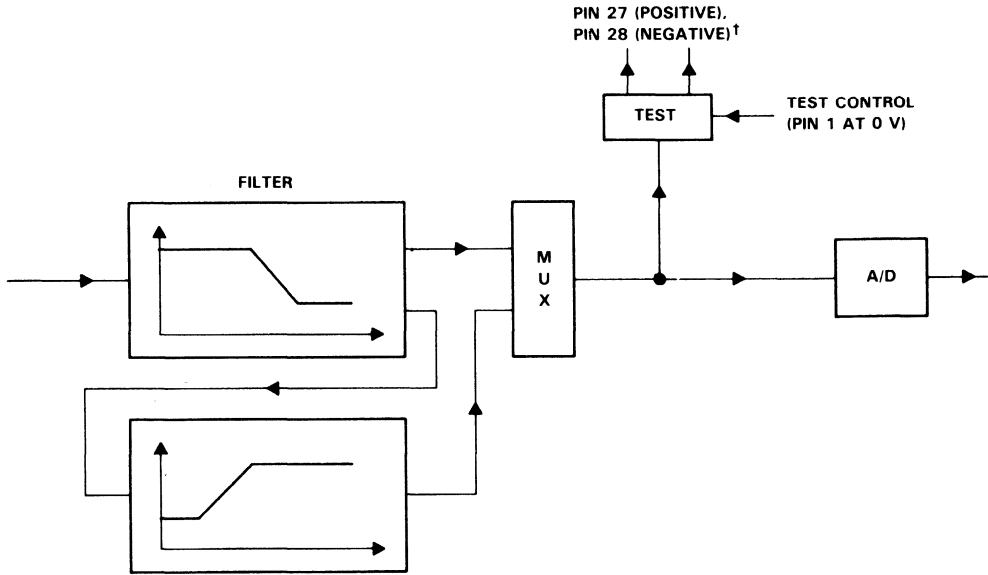 PIN 27 (POSITIVE),
PIN 28 (NEGATIVE)†
TEST
TEST CONTROL
(PIN 1 AT 0 V)
FILTER
M
U
X
A/D